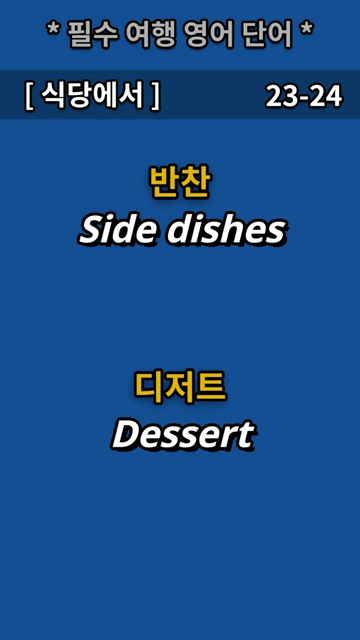 * 필수 여행 영어 단어 *
[ 식당에서 ] 23-24
반찬
Side dishes
디저트
Dessert